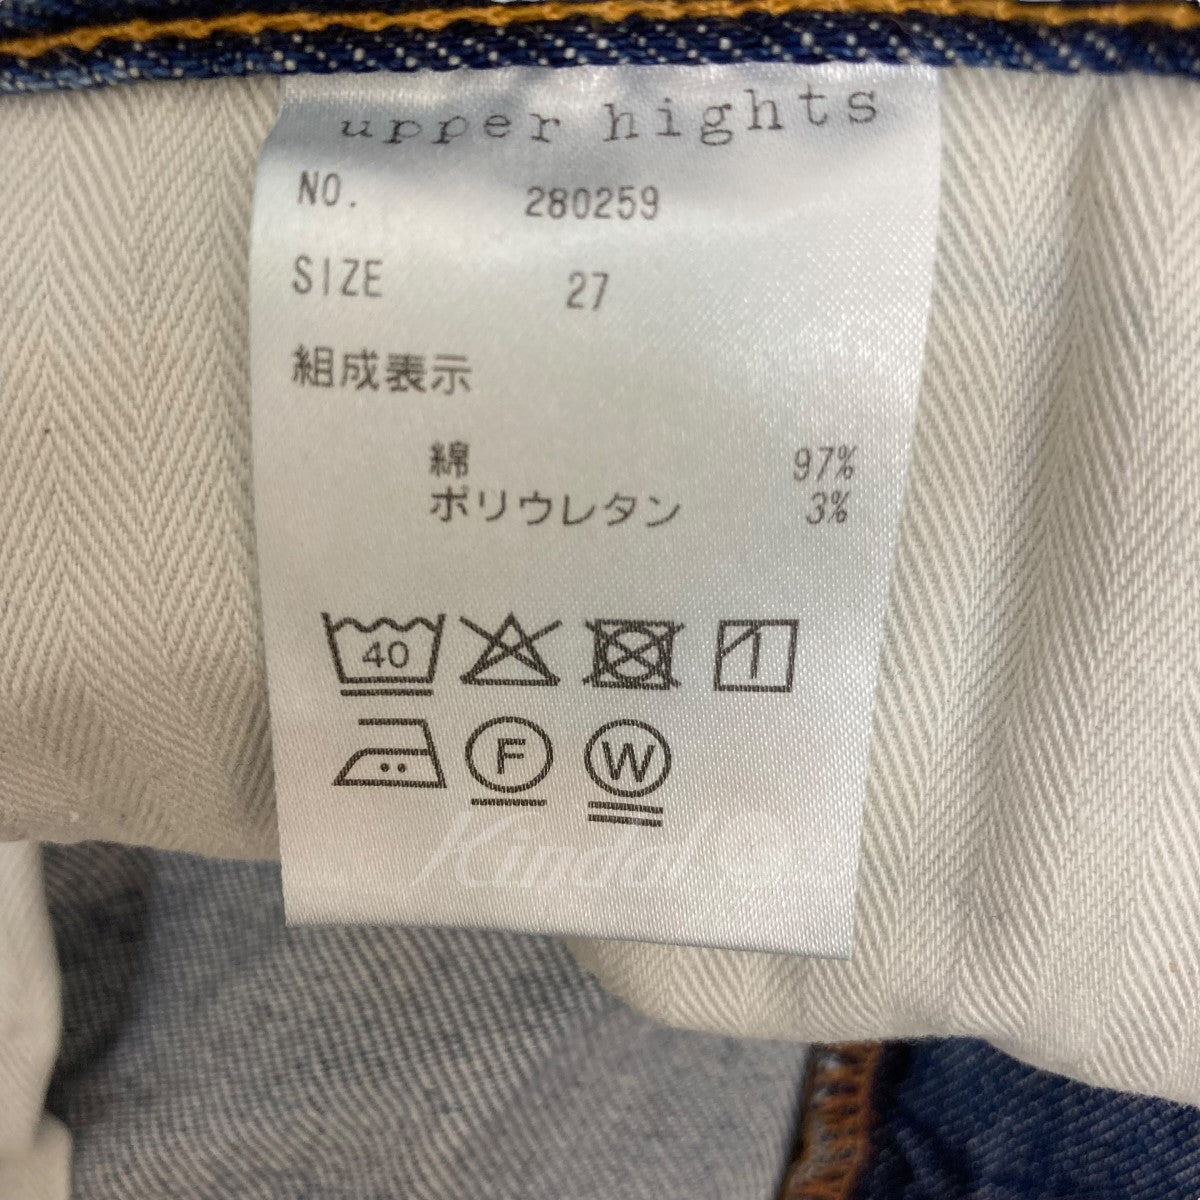 upper hights
NO. 280259
SIZE 27
組成表示
綿 97%
ポリウレタン 3%
40
F
W
Kindal